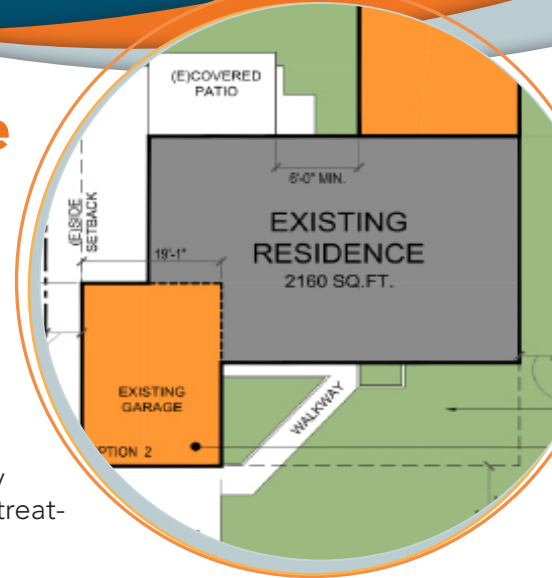 e
(E)COVERED
PATIO
6'-0" MIN.
(E)SIDE
SETBACK
19'-1"
EXISTING
RESIDENCE
2160 SQ.FT.
EXISTING
GARAGE
PTION 2
WALKWAY
y
treat-